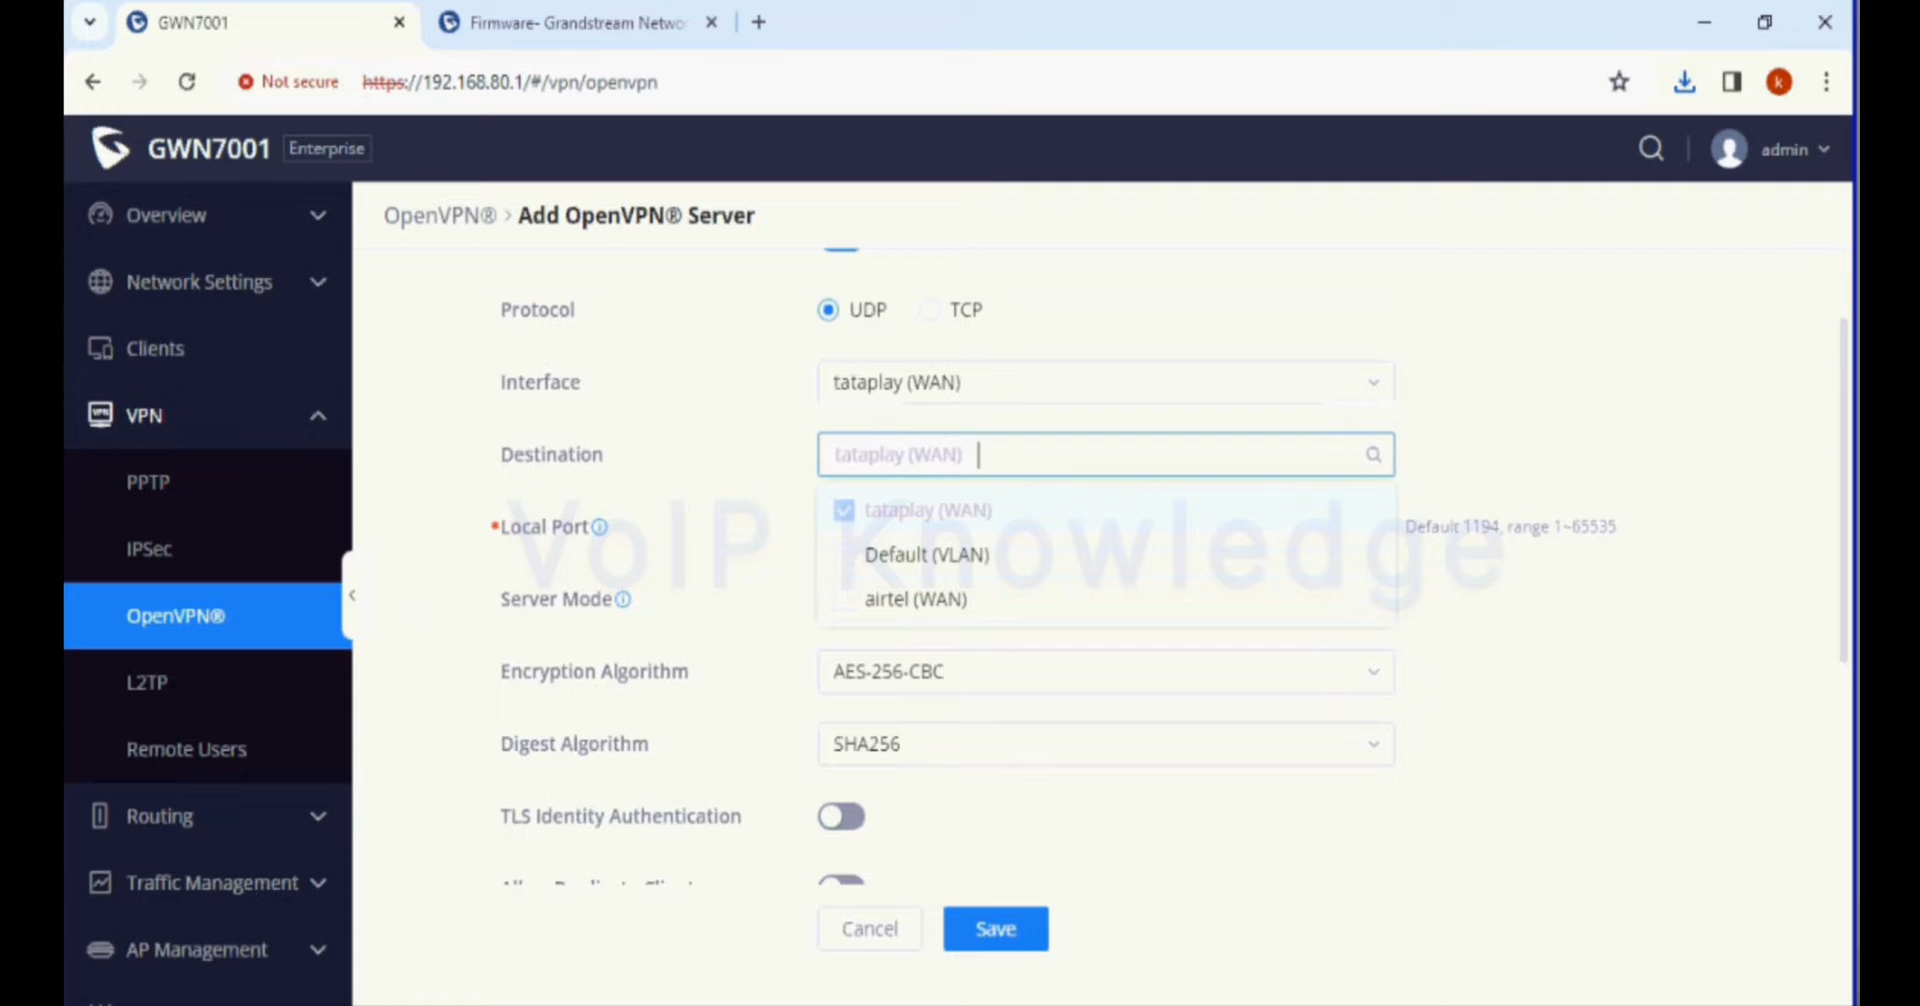 GWN7001
Firmware- Grandstream Netwo
Not secure https://192.168.80.1/#/vpn/openvpn
k
GWN7001 Enterprise
admin
Overview
Network Settings
Clients
VPN
PPTP
IPSec
OpenVPN®
L2TP
Remote Users
Routing
Traffic Management
AP Management
OpenVPN® > Add OpenVPN® Server
Protocol UDP TCP
Interface tataplay (WAN)
Destination tataplay (WAN)
tataplay (WAN)
Default (VLAN)
airtel (WAN)
*Local Port Default 1194, range 1~65535
Server Mode
Encryption Algorithm AES-256-CBC
Digest Algorithm SHA256
TLS Identity Authentication
Cancel Save
VoIP Knowledge